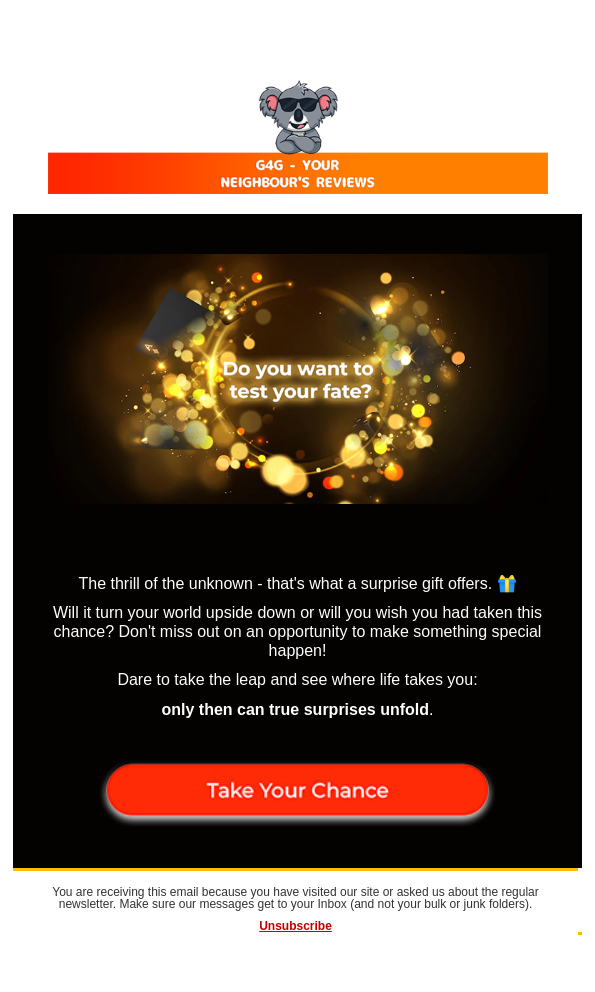 G4G - YOUR
NEIGHBOUR'S REVIEWS
Do you want to
test your fate?
The thrill of the unknown - that's what a surprise gift offers. 🎁
Will it turn your world upside down or will you wish you had taken this
chance? Don't miss out on an opportunity to make something special
happen!
Dare to take the leap and see where life takes you:
only then can true surprises unfold.
Take Your Chance
You are receiving this email because you have visited our site or asked us about the regular
newsletter. Make sure our messages get to your Inbox (and not your bulk or junk folders).
Unsubscribe